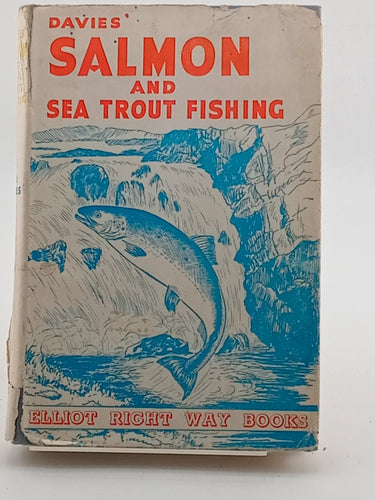 DAVIES'
SALMON
AND
SEA TROUT FISHING
ELLIOT RIGHT WAY BOOKS